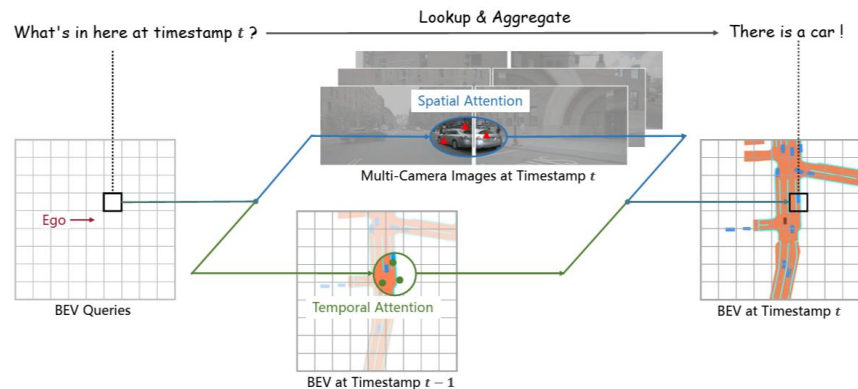 Lookup & Aggregate
What's in here at timestamp t ?
There is a car !
Spatial Attention
Multi-Camera Images at Timestamp t
Ego
BEV Queries
Temporal Attention
BEV at Timestamp t
BEV at Timestamp t − 1